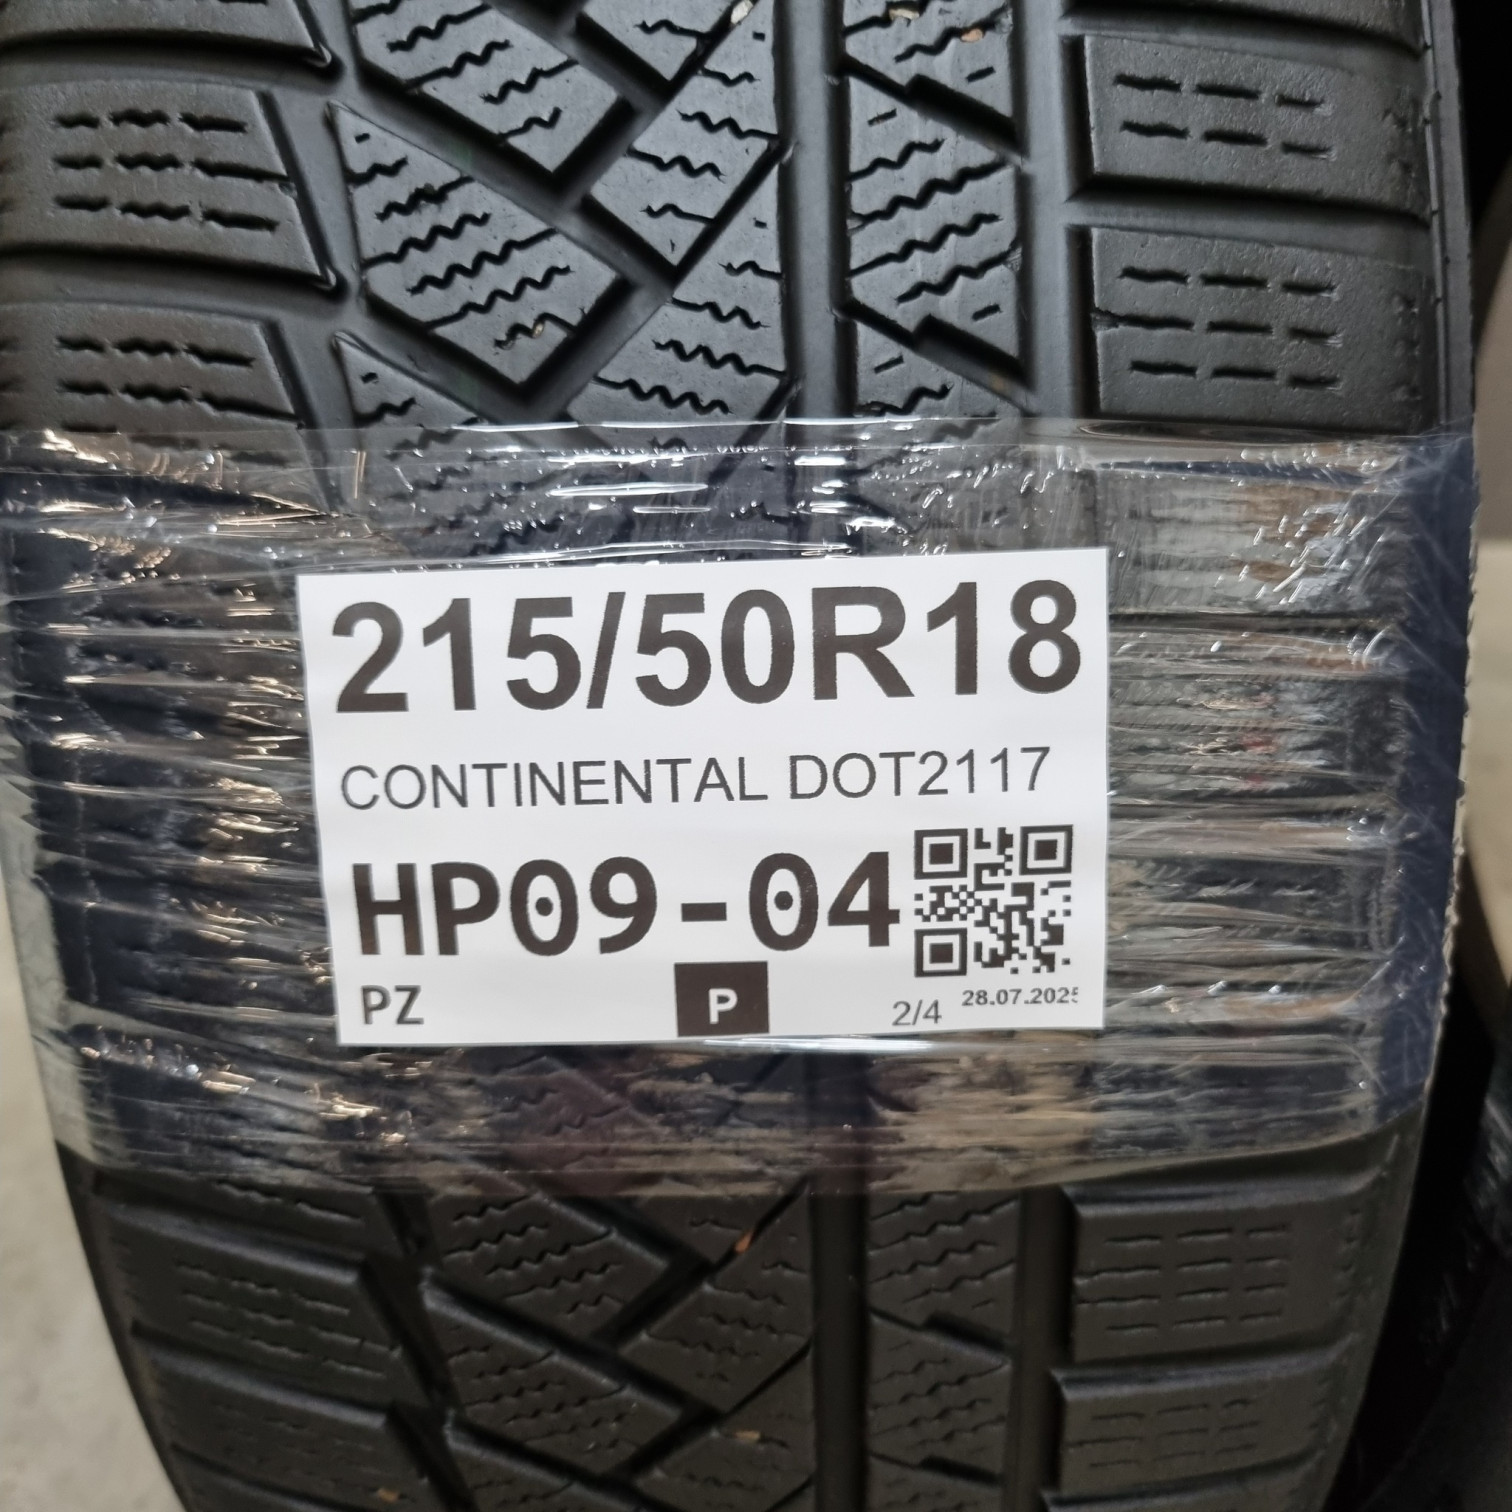 215/50R18
CONTINENTAL DOT2117
HP09-04
PZ
P
2/4
28.07.2025